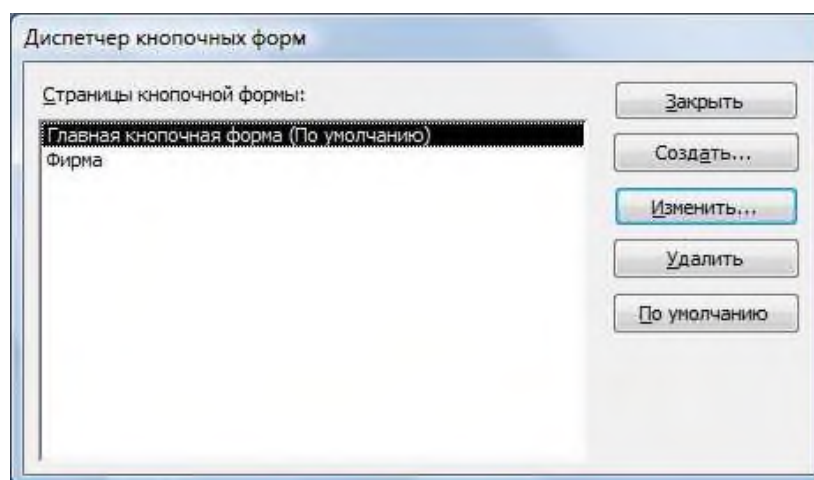 Диспетчер кнопочных форм
Страницы кнопочной формы:
Главная кнопочная форма (По умолчанию)
Фирма
Закрыть
Создать...
Изменить...
Удалить
По умолчанию